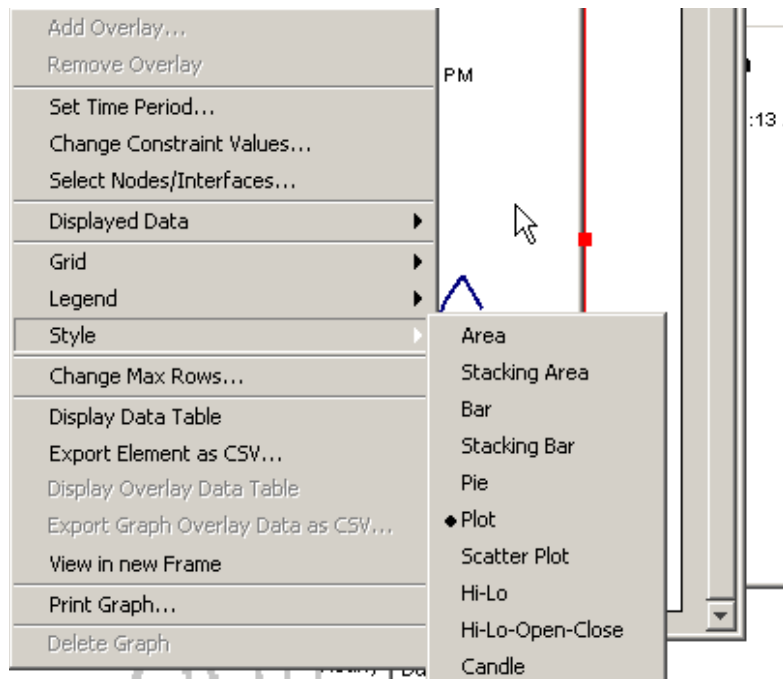 Add Overlay...
Remove Overlay
PM
Set Time Period...
:13
Change Constraint Values...
Select Nodes/Interfaces...
Displayed Data
Grid
Legend
Style
Change Max Rows...
Display Data Table
Export Element as CSV...
Display Overlay Data Table
Export Graph Overlay Data as CSV...
View in new Frame
Print Graph...
Delete Graph
Area
Stacking Area
Bar
Stacking Bar
Pie
Plot
Scatter Plot
Hi-Lo
Hi-Lo-Open-Close
Candle